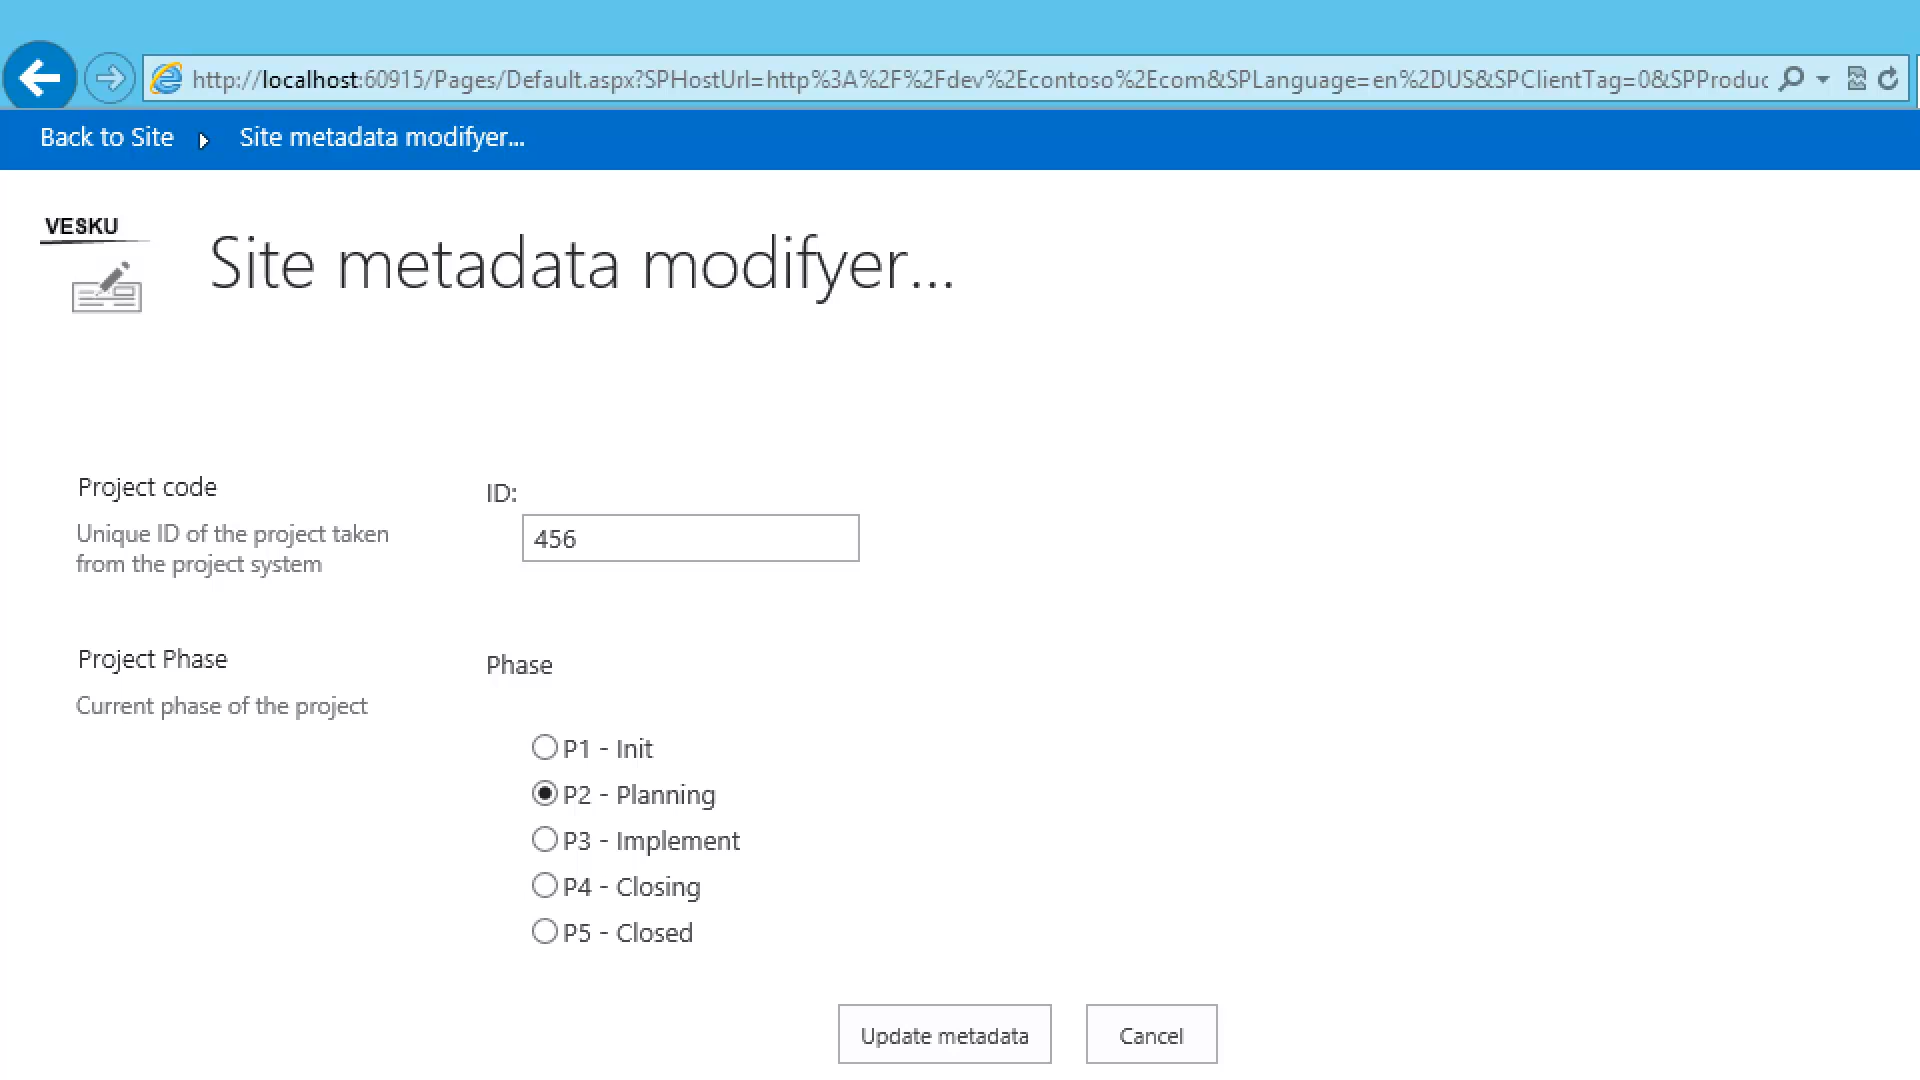 http://localhost:60915/Pages/Default.aspx?SPHostUrl=http%3A%2F%2Fdev%2Econtoso%2Ecom&SPLanguage=en%2DUS&SPClientTag=0&SPProduc
Back to Site
Site metadata modifyer...
VESKU
Site metadata modifyer...
Project code
ID:
Unique ID of the project taken
from the project system
456
Project Phase
Phase
Current phase of the project
P1 - Init
P2 - Planning
P3 - Implement
P4 - Closing
P5 - Closed
Update metadata
Cancel